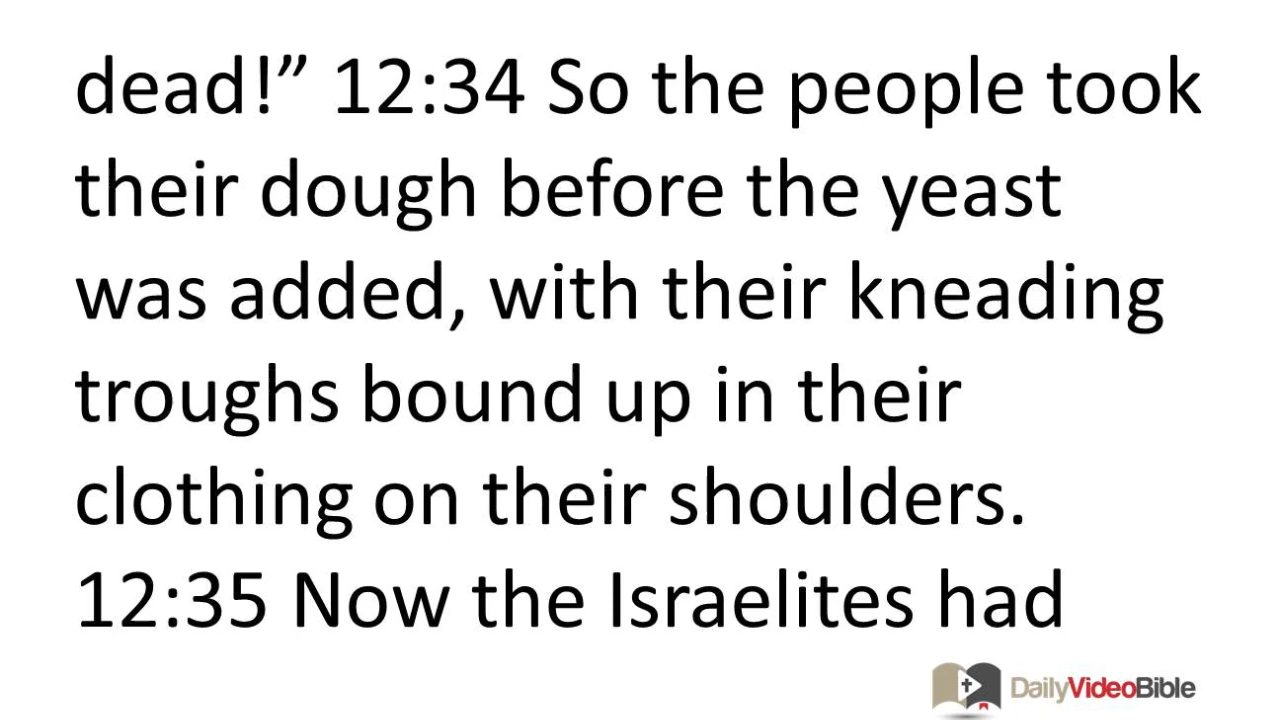 dead!” 12:34 So the people took
their dough before the yeast
was added, with their kneading
troughs bound up in their
clothing on their shoulders.
12:35 Now the Israelites had
DailyVideoBible